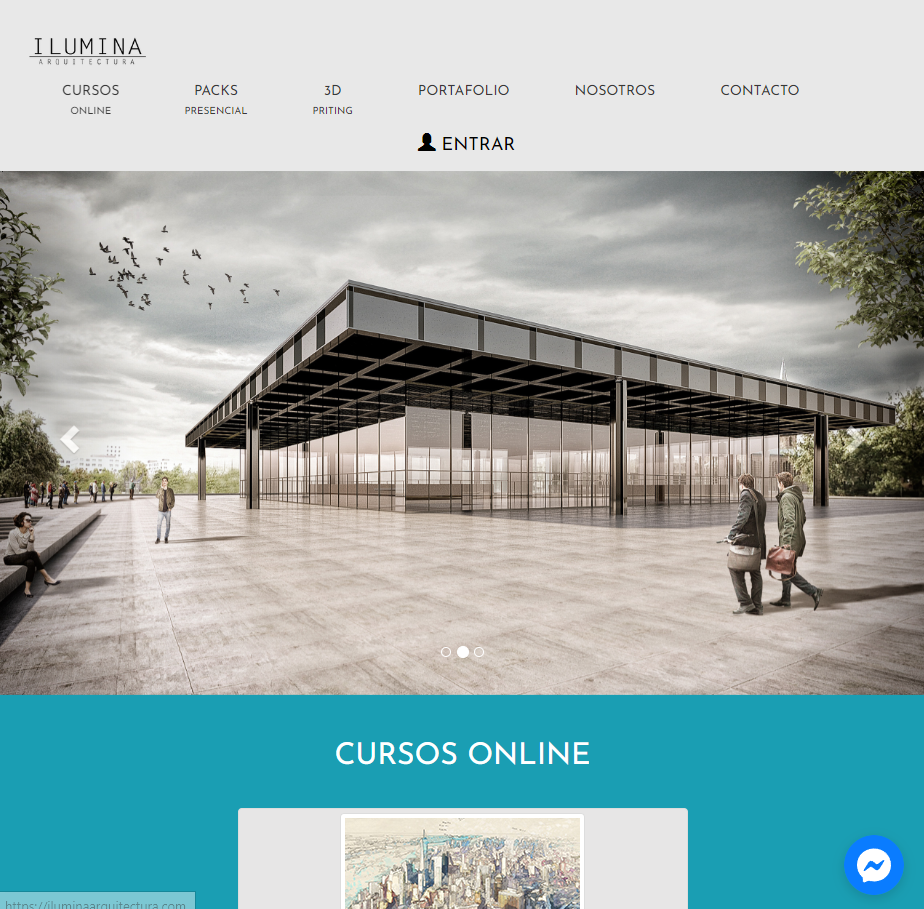 ILUMINA
ARQUITECTURA
CURSOS PACKS 3D PORTAFOLIO NOSOTROS CONTACTO
ONLINE PRESENCIAL PRITING
ENTRAR
CURSOS ONLINE
https://iluminaarquitectura.com